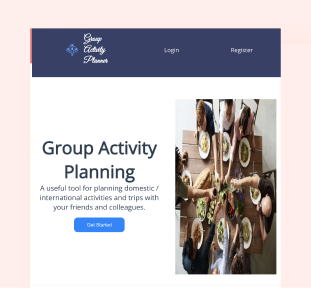 Group
Activity
Planner
Login
Register
Group Activity
Planning
A useful tool for planning domestic /
international activities and trips with
your friends and colleagues.
Get Started